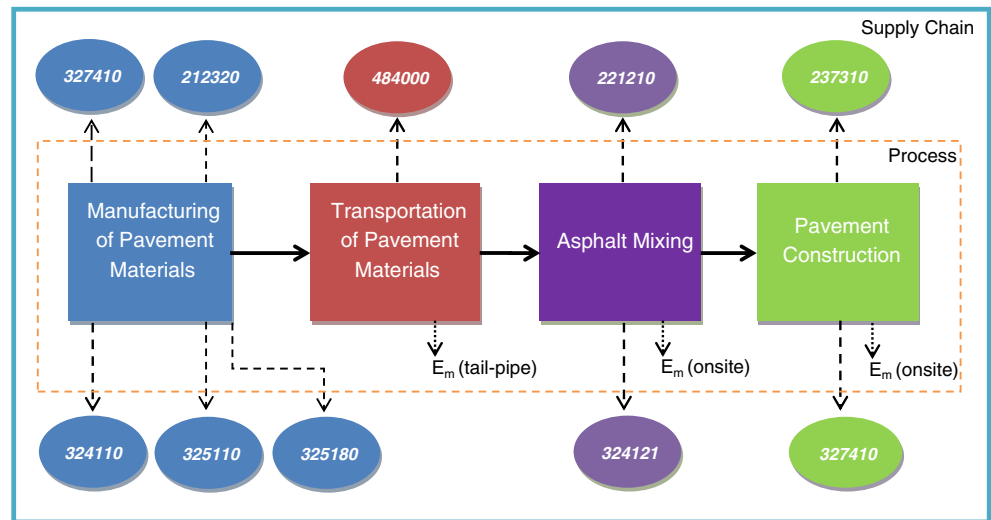 Supply Chain
327410
212320
484000
221210
237310
Process
Manufacturing
of Pavement
Materials
Transportation
of Pavement
Materials
Asphalt Mixing
Pavement
Construction
Em (tail-pipe)
Em (onsite)
Em (onsite)
324110
325110
325180
324121
327410